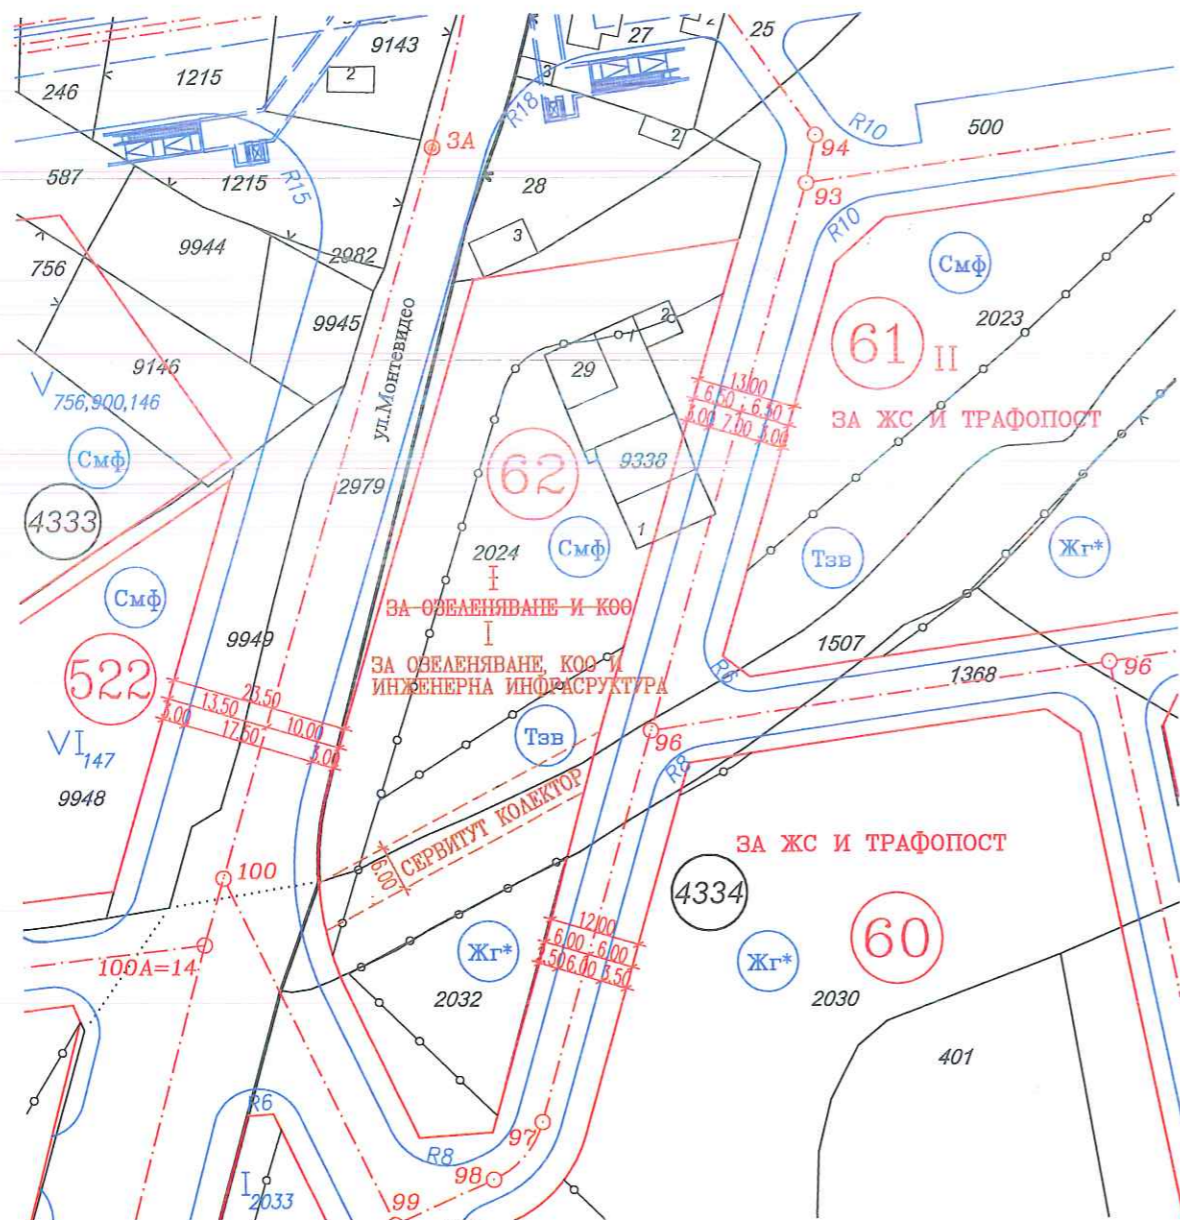 2
27
2
25
9143
246
1215
2
3
R18
2
R10
500
94
3A
587
1215
R15
28
93
R10
9944
3
Смф
2982
756
9945
2
2023
9146
1
61
II
29
V 756,900,146
ул.Монтевидео
13.00
6.50 6.50
3.00 7.00 3.00
ЗА ЖС И ТРАФОПОСТ
Смф
62
9338
2979
4333
1
2024
Смф
Тзв
Жг*
I
Смф
ЗА ОЗЕЛЕНЯВАНЕ И КОО
I
9949
1507
ЗА ОЗЕЛЕНЯВАНЕ, КОО И
ИНЖЕНЕРНА ИНФРАСРУХТУРА
522
R6
1368
96
23.50
13.50 10.00
3.00 17.50 3.00
Тзв
96
VI 147
R8
9948
СЕРВИТУТ КОЛЕКТОР
6.00
ЗА ЖС И ТРАФОПОСТ
100
4334
60
12.00
6.00 6.00
3.50 6.00 3.50
Жг*
Жг*
100А=14
2032
2030
401
R6
97
R8
98
I 2033
99